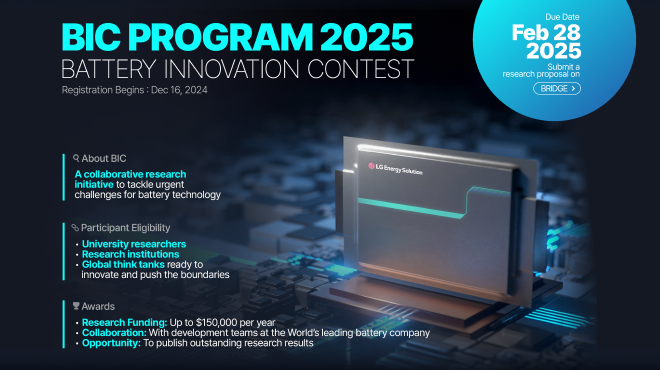 BIC PROGRAM 2025
BATTERY INNOVATION CONTEST
Registration Begins : Dec 16, 2024
Due Date
Feb 28
2025
Submit a
research proposal on
BRIDGE >
About BIC
A collaborative research
initiative to tackle urgent
challenges for battery technology
LG Energy Solution
Participant Eligibility
• University researchers
• Research institutions
• Global think tanks ready to
innovate and push the boundaries
Awards
• Research Funding: Up to $150,000 per year
• Collaboration: With development teams at the World's leading battery company
• Opportunity: To publish outstanding research results